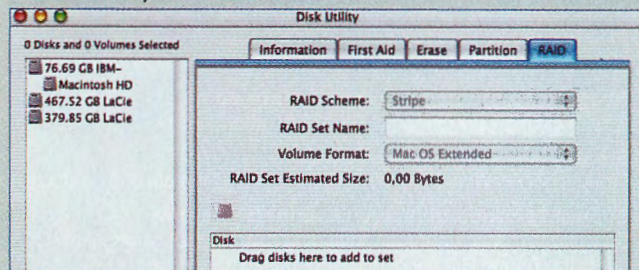 Disk Utility
0 Disks and 0 Volumes Selected
Information First Aid Erase Partition RAID
76.69 GB IBM-
Macintosh HD
467.52 GB LaCie
379.85 GB LaCie
RAID Scheme: Stripe
RAID Set Name:
Volume Format: Mac OS Extended
RAID Set Estimated Size: 0,00 Bytes
Disk
Drag disks here to add to set